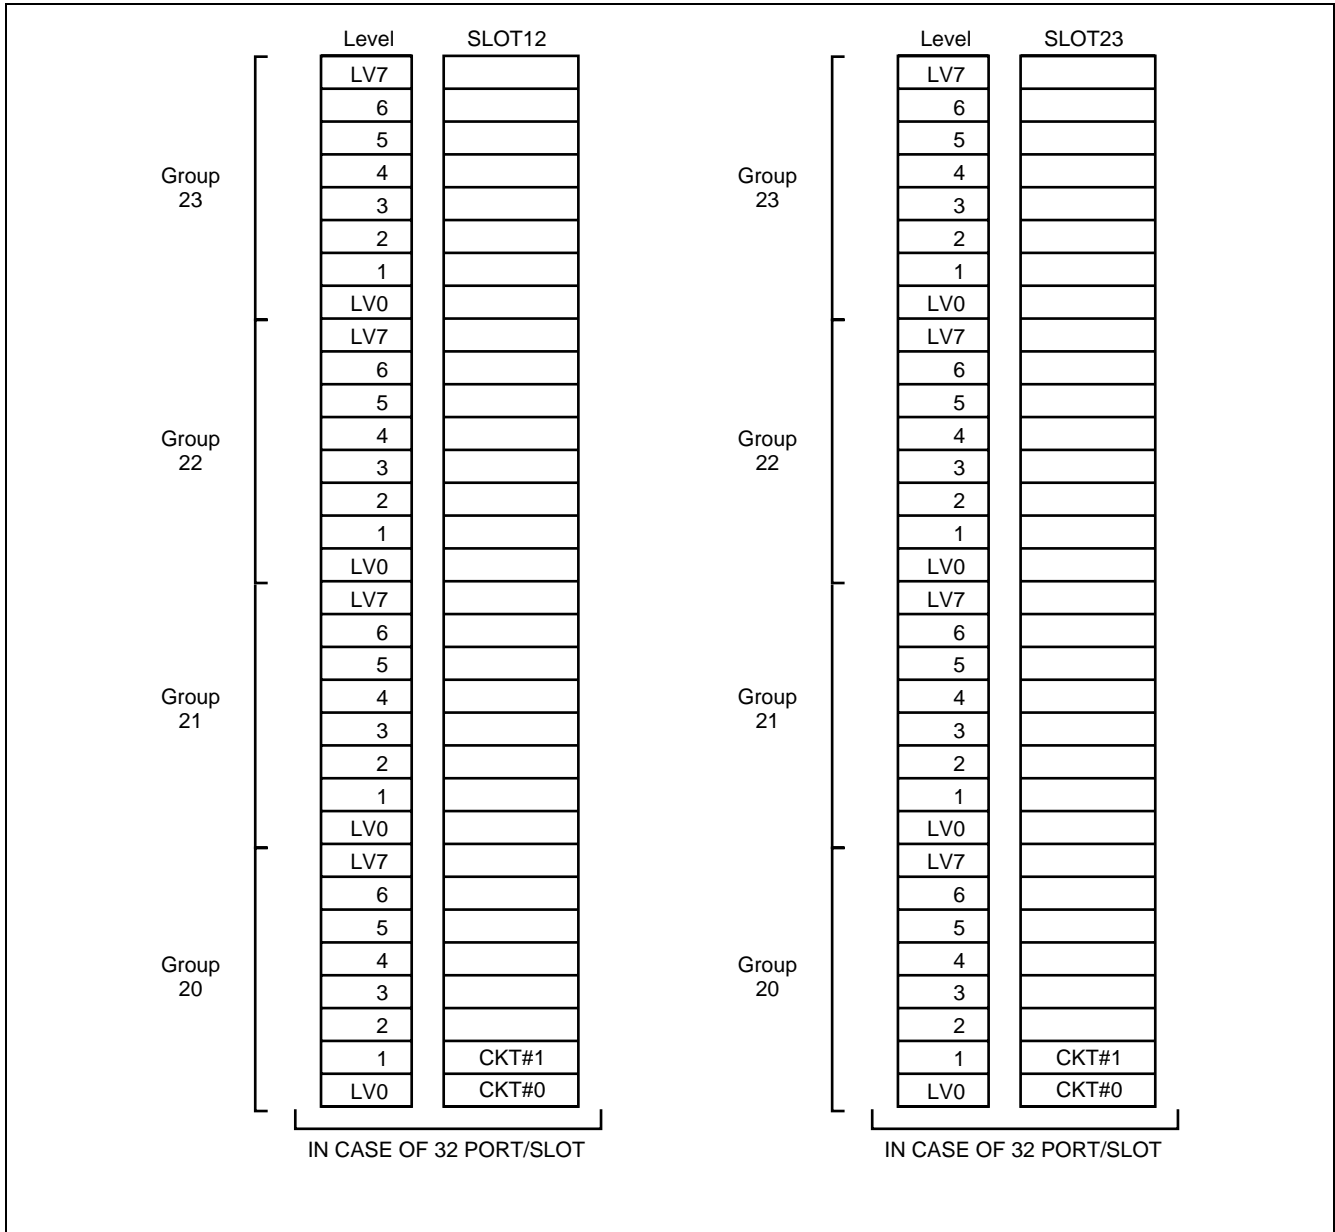 Level SLOT12 Level SLOT23
LV7 LV7
6 6
5 5
4 4
Group 23 Group 23
3 3
2 2
1 1
LV0 LV0
LV7 LV7
6 6
5 5
4 4
Group 22 Group 22
3 3
2 2
1 1
LV0 LV0
LV7 LV7
6 6
5 5
4 4
Group 21 Group 21
3 3
2 2
1 1
LV0 LV0
LV7 LV7
6 6
5 5
4 4
Group 20 Group 20
3 3
2 2
1 CKT#1 1 CKT#1
LV0 CKT#0 LV0 CKT#0
IN CASE OF 32 PORT/SLOT IN CASE OF 32 PORT/SLOT